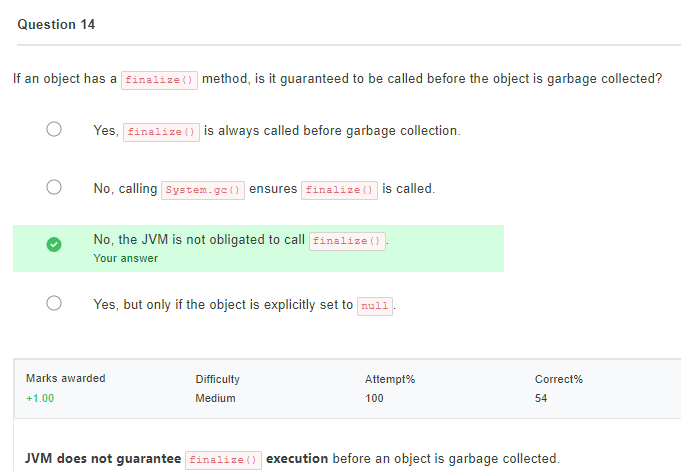 Question 14
If an object has a finalize() method, is it guaranteed to be called before the object is garbage collected?
Yes, finalize() is always called before garbage collection.
No, calling System.gc() ensures finalize() is called.
No, the JVM is not obligated to call finalize().
Your answer
Yes, but only if the object is explicitly set to null.
Marks awarded Difficulty Attempt% Correct%
+1.00 Medium 100 54
JVM does not guarantee finalize() execution before an object is garbage collected.